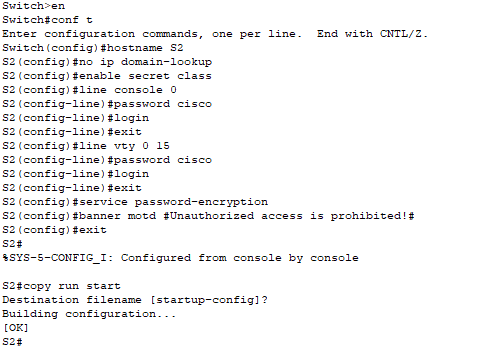 Switch>en
Switch#conf t
Enter configuration commands, one per line.  End with CNTL/Z.
Switch(config)#hostname S2
S2(config)#no ip domain-lookup
S2(config)#enable secret class
S2(config)#line console 0
S2(config-line)#password cisco
S2(config-line)#login
S2(config-line)#exit
S2(config)#line vty 0 15
S2(config-line)#password cisco
S2(config-line)#login
S2(config-line)#exit
S2(config)#service password-encryption
S2(config)#banner motd #Unauthorized access is prohibited!#
S2(config)#exit
S2#
%SYS-5-CONFIG_I: Configured from console by console

S2#copy run start
Destination filename [startup-config]?
Building configuration...
[OK]
S2#